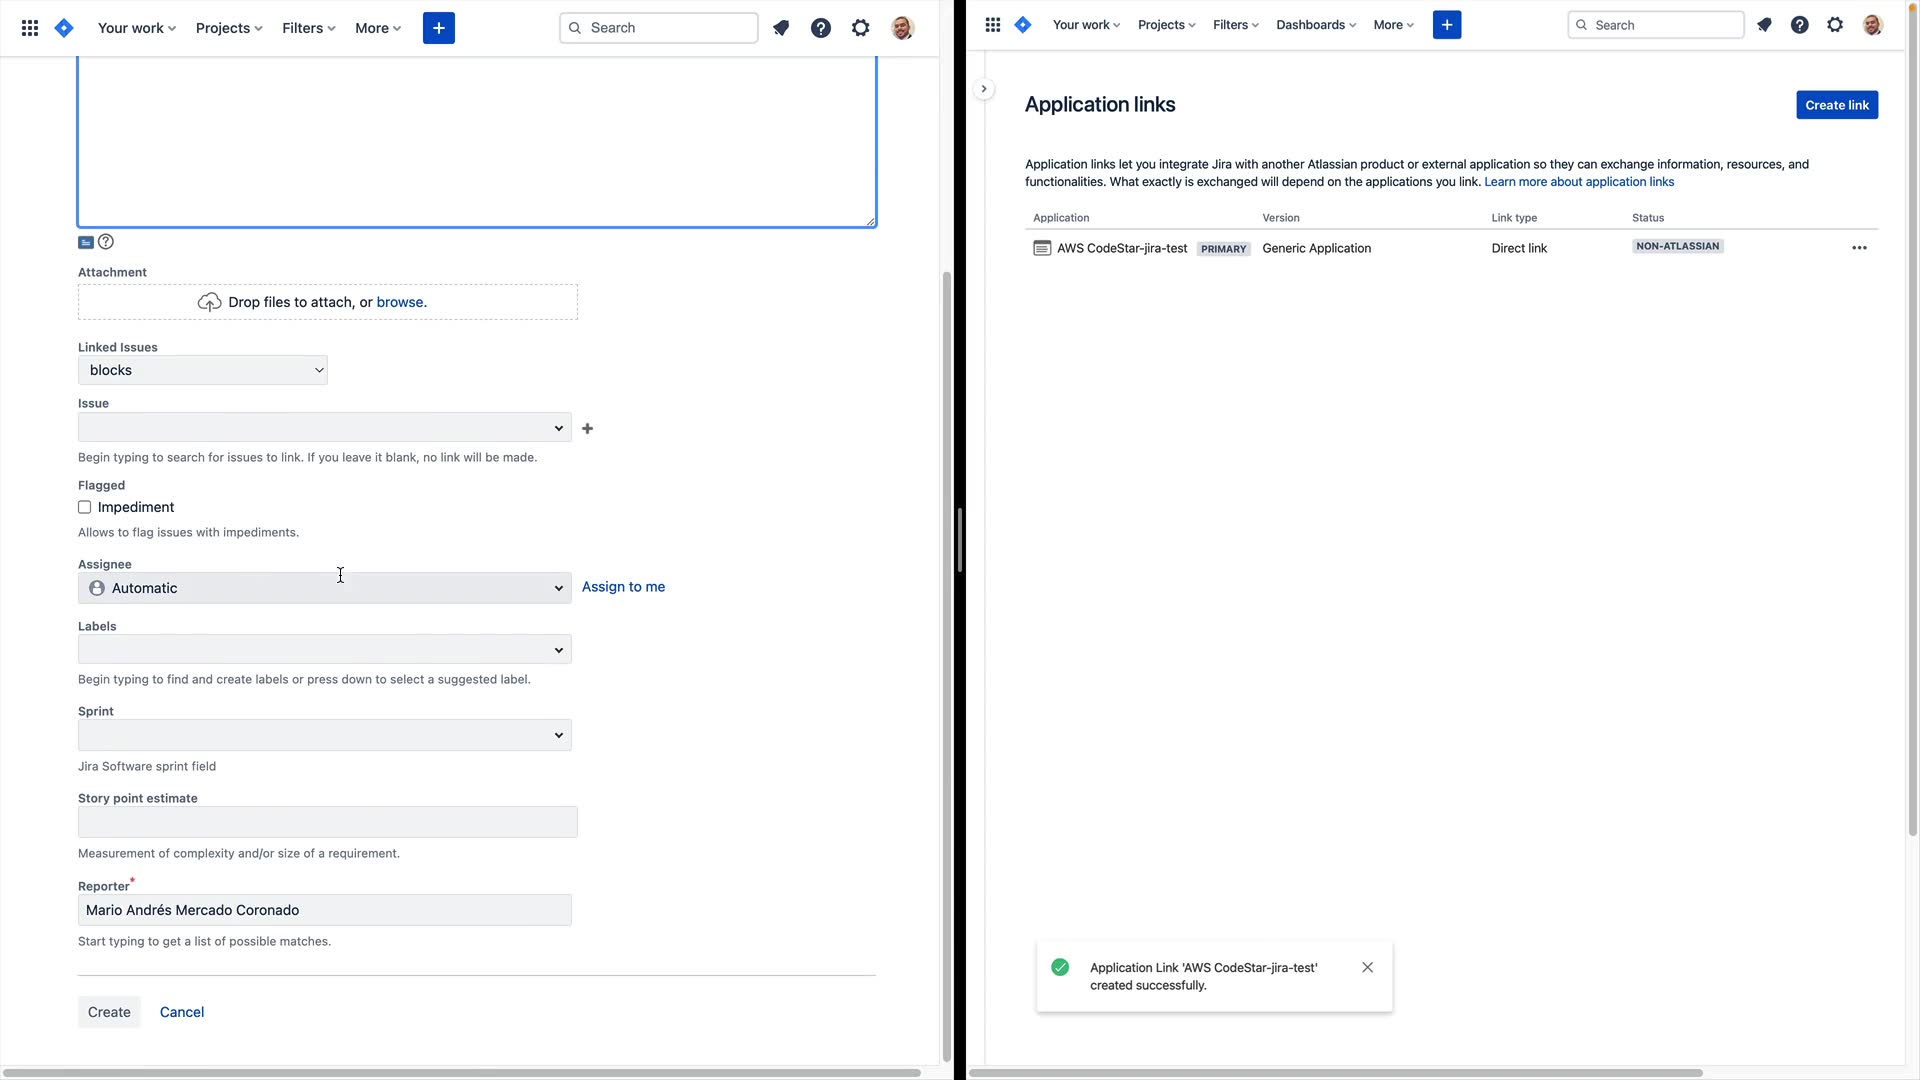 Your work
Projects
Filters
More
Search
Attachment
Drop files to attach, or browse.
Linked Issues
blocks
Issue
Begin typing to search for issues to link. If you leave it blank, no link will be made.
Flagged
Impediment
Allows to flag issues with impediments.
Assignee
Automatic
Assign to me
Labels
Begin typing to find and create labels or press down to select a suggested label.
Sprint
Jira Software sprint field
Story point estimate
Measurement of complexity and/or size of a requirement.
Reporter*
Mario Andrés Mercado Coronado
Start typing to get a list of possible matches.
Create
Cancel
Your work
Projects
Filters
Dashboards
More
Search
Application links
Create link
Application links let you integrate Jira with another Atlassian product or external application so they can exchange information, resources, and
functionalities. What exactly is exchanged will depend on the applications you link. Learn more about application links
Application
Version
Link type
Status
AWS CodeStar-jira-test
PRIMARY
Generic Application
Direct link
NON-ATLASSIAN
Application Link 'AWS CodeStar-jira-test'
created successfully.